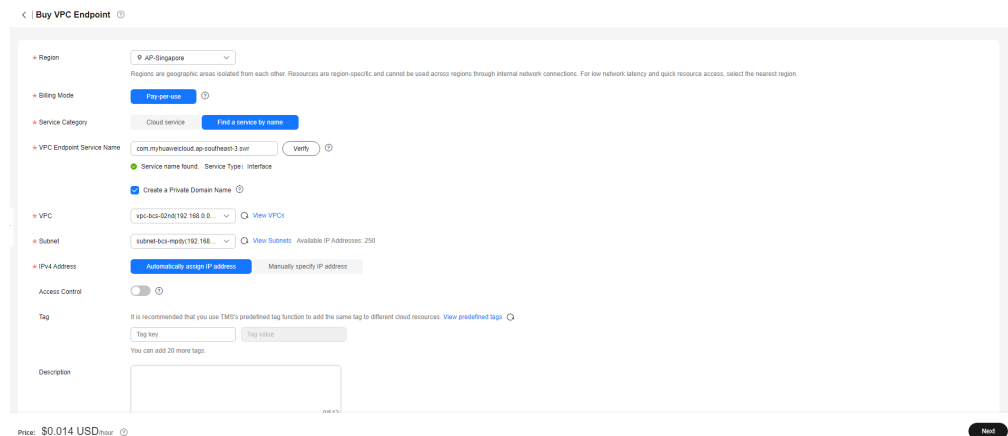 Buy VPC Endpoint
Region
AP-Singapore
Regions are geographic areas isolated from each other. Resources are region-specific and cannot be used across regions through internal network connections. For low network latency and quick resource access, select the nearest region.
Billing Mode
Pay-per-use
Service Category
Cloud service
Find a service by name
VPC Endpoint Service Name
com.myhuaweicloud.ap-southeast-3.swr
Verify
Service name found. Service Type: Interface
Create a Private Domain Name
VPC
vpc-bcs-02nd(192.168.0.0...
View VPCs
Subnet
subnet-bcs-mpdy(192.168...
View Subnets Available IP Addresses: 250
IPv4 Address
Automatically assign IP address
Manually specify IP address
Access Control
Tag
It is recommended that you use TMS's predefined tag function to add the same tag to different cloud resources. View predefined tags
Tag key
Tag value
You can add 20 more tags.
Description
0/512
Price: $0.014 USD/hour
Next